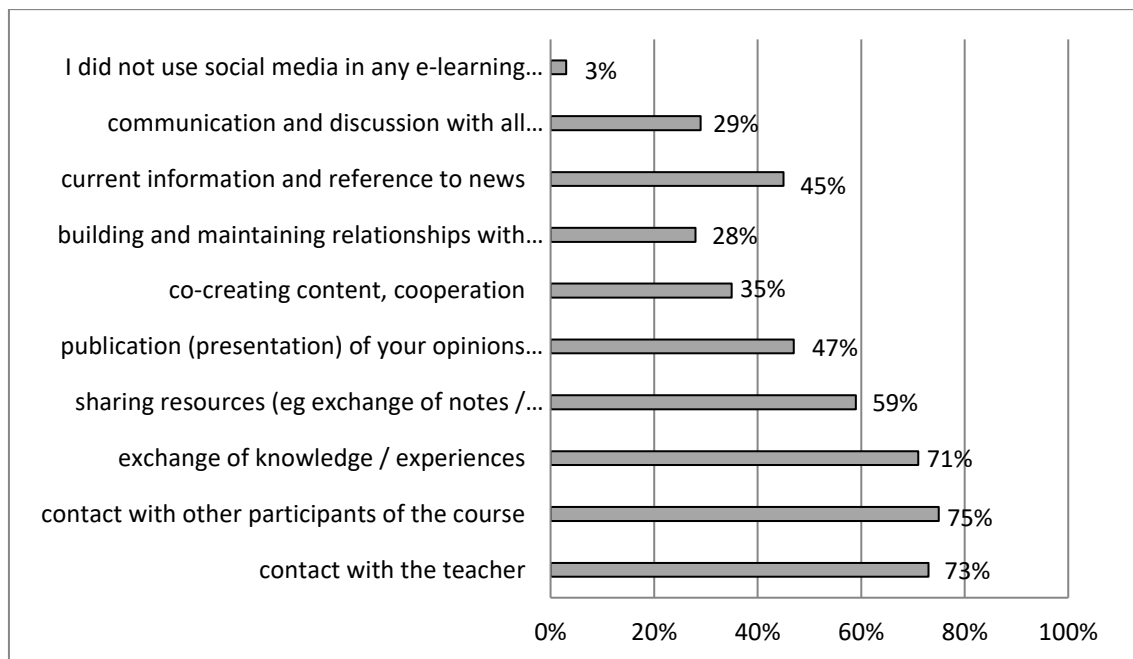 I did not use social media in any e-learning... 3%
communication and discussion with all... 29%
current information and reference to news 45%
building and maintaining relationships with... 28%
co-creating content, cooperation 35%
publication (presentation) of your opinions... 47%
sharing resources (eg exchange of notes /... 59%
exchange of knowledge / experiences 71%
contact with other participants of the course 75%
contact with the teacher 73%
0% 20% 40% 60% 80% 100%